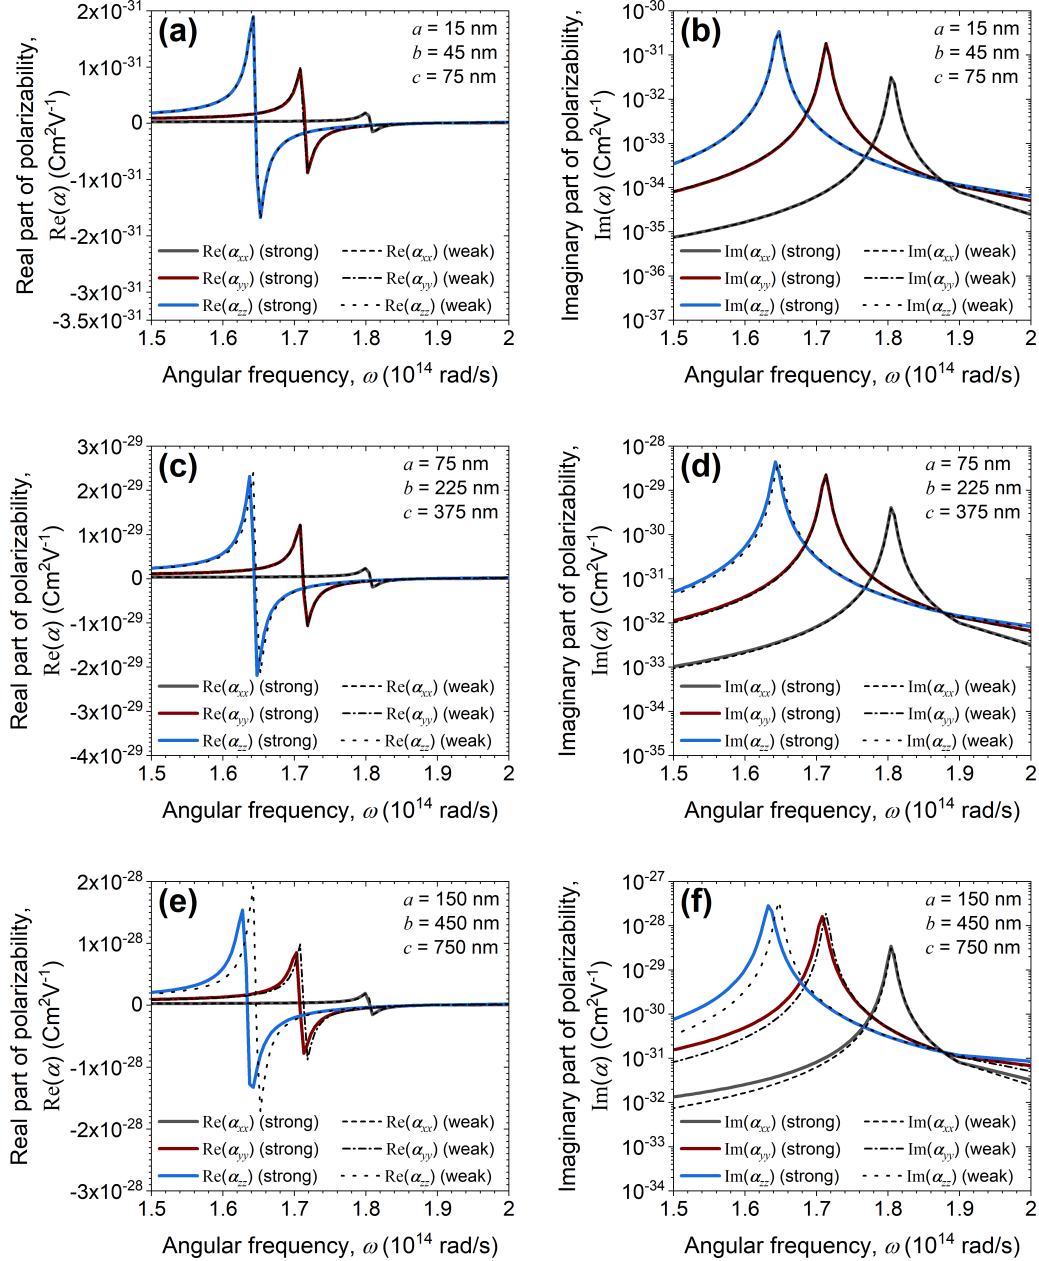 Real part of polarizability,
Re(α) (Cm²V⁻¹)
2x10⁻³¹
1x10⁻³¹
0
-1x10⁻³¹
-2x10⁻³¹
-3x10⁻³¹
-3.5x10⁻³¹
(a)
a = 15 nm
b = 45 nm
c = 75 nm
Re(αxx) (strong) Re(αxx) (weak)
Re(αyy) (strong) Re(αyy) (weak)
Re(αzz) (strong) Re(αzz) (weak)
1.5 1.6 1.7 1.8 1.9 2
Angular frequency, ω (10¹⁴ rad/s)
Imaginary part of polarizability,
Im(α) (Cm²V⁻¹)
10⁻³⁰
10⁻³¹
10⁻³²
10⁻³³
10⁻³⁴
10⁻³⁵
10⁻³⁶
10⁻³⁷
(b)
a = 15 nm
b = 45 nm
c = 75 nm
Im(αxx) (strong) Im(αxx) (weak)
Im(αyy) (strong) Im(αyy) (weak)
Im(αzz) (strong) Im(αzz) (weak)
1.5 1.6 1.7 1.8 1.9 2
Angular frequency, ω (10¹⁴ rad/s)
Real part of polarizability,
Re(α) (Cm²V⁻¹)
3x10⁻²⁹
2x10⁻²⁹
1x10⁻²⁹
0
-1x10⁻²⁹
-2x10⁻²⁹
-3x10⁻²⁹
-4x10⁻²⁹
(c)
a = 75 nm
b = 225 nm
c = 375 nm
Re(αxx) (strong) Re(αxx) (weak)
Re(αyy) (strong) Re(αyy) (weak)
Re(αzz) (strong) Re(αzz) (weak)
1.5 1.6 1.7 1.8 1.9 2
Angular frequency, ω (10¹⁴ rad/s)
Imaginary part of polarizability,
Im(α) (Cm²V⁻¹)
10⁻²⁸
10⁻²⁹
10⁻³⁰
10⁻³¹
10⁻³²
10⁻³³
10⁻³⁴
10⁻³⁵
(d)
a = 75 nm
b = 225 nm
c = 375 nm
Im(αxx) (strong) Im(αxx) (weak)
Im(αyy) (strong) Im(αyy) (weak)
Im(αzz) (strong) Im(αzz) (weak)
1.5 1.6 1.7 1.8 1.9 2
Angular frequency, ω (10¹⁴ rad/s)
Real part of polarizability,
Re(α) (Cm²V⁻¹)
2x10⁻²⁸
1x10⁻²⁸
0
-1x10⁻²⁸
-2x10⁻²⁸
-3x10⁻²⁸
(e)
a = 150 nm
b = 450 nm
c = 750 nm
Re(αxx) (strong) Re(αxx) (weak)
Re(αyy) (strong) Re(αyy) (weak)
Re(αzz) (strong) Re(αzz) (weak)
1.5 1.6 1.7 1.8 1.9 2
Angular frequency, ω (10¹⁴ rad/s)
Imaginary part of polarizability,
Im(α) (Cm²V⁻¹)
10⁻²⁷
10⁻²⁸
10⁻²⁹
10⁻³⁰
10⁻³¹
10⁻³²
10⁻³³
10⁻³⁴
(f)
a = 150 nm
b = 450 nm
c = 750 nm
Im(αxx) (strong) Im(αxx) (weak)
Im(αyy) (strong) Im(αyy) (weak)
Im(αzz) (strong) Im(αzz) (weak)
1.5 1.6 1.7 1.8 1.9 2
Angular frequency, ω (10¹⁴ rad/s)